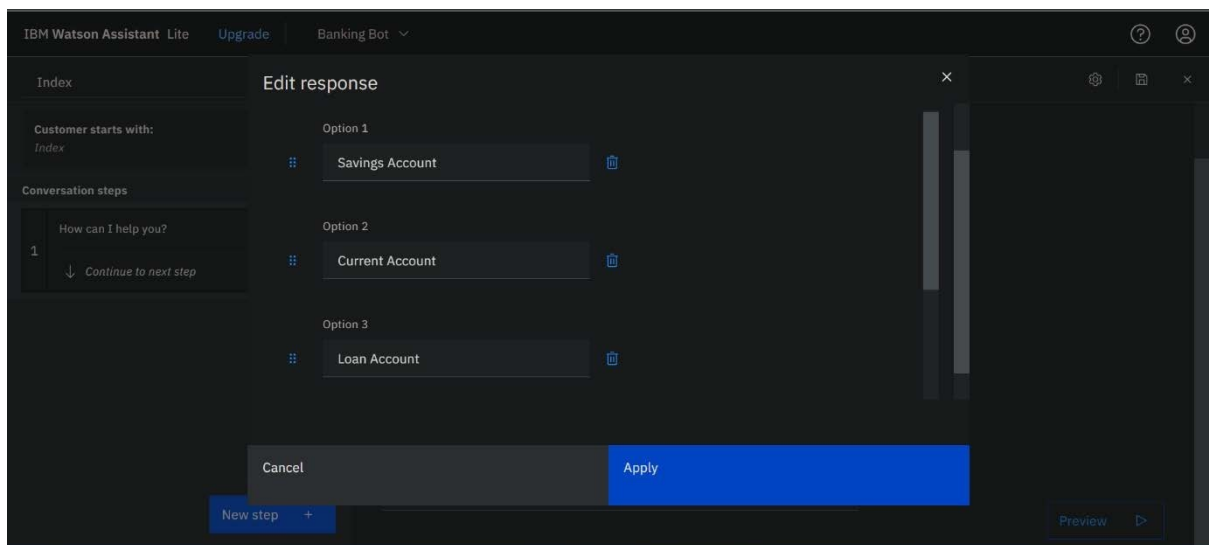 IBM Watson Assistant Lite Upgrade Banking Bot
Index
Edit response
Customer starts with:
Index
Conversation steps
1
How can I help you?
Continue to next step
Option 1
Savings Account
Option 2
Current Account
Option 3
Loan Account
Cancel
Apply
New step +
Preview